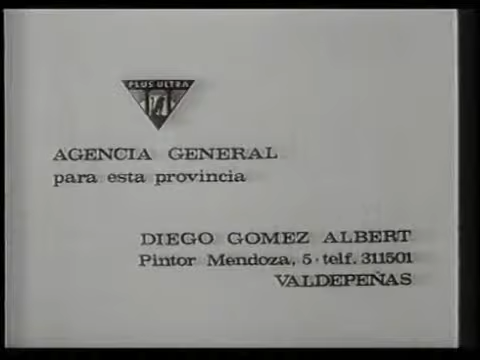 PLUS ULTRA
AGENCIA GENERAL
para esta provincia
DIEGO GOMEZ ALBERT
Pintor Mendoza, 5 · telf. 311501
VALDEPEÑAS